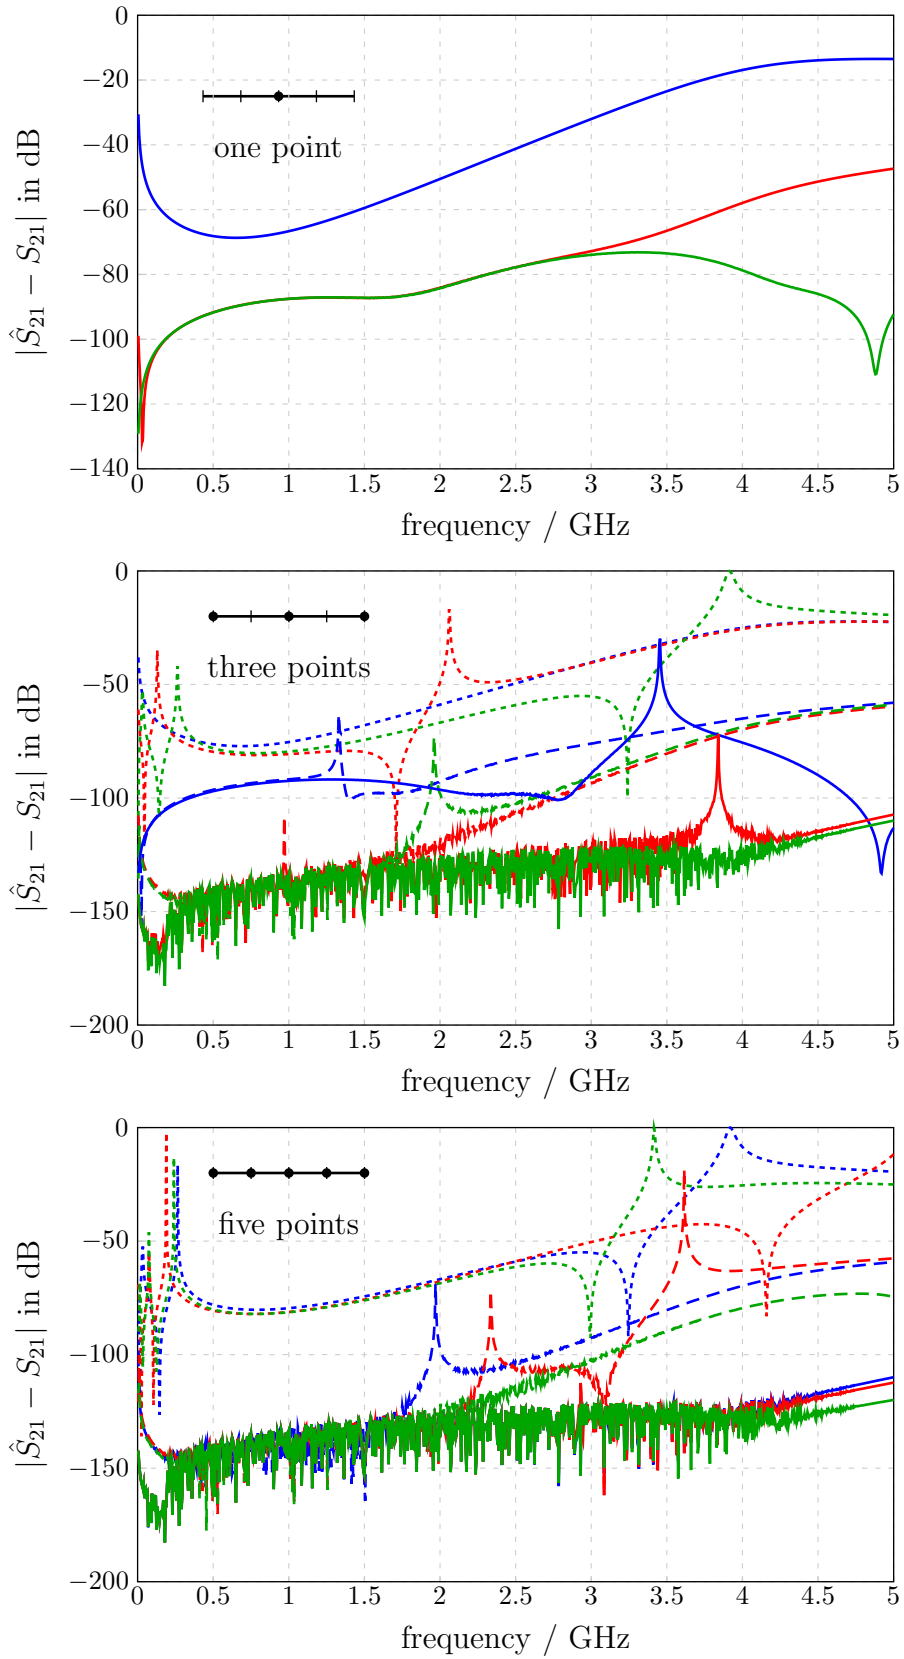 0
−20
−40
−60
−80
−100
−120
−140
|Ŝ21 − S21| in dB
one point
0 0.5 1 1.5 2 2.5 3 3.5 4 4.5 5
frequency / GHz
0
−50
−100
−150
−200
|Ŝ21 − S21| in dB
three points
0 0.5 1 1.5 2 2.5 3 3.5 4 4.5 5
frequency / GHz
0
−50
−100
−150
−200
|Ŝ21 − S21| in dB
five points
0 0.5 1 1.5 2 2.5 3 3.5 4 4.5 5
frequency / GHz